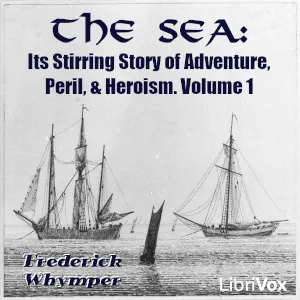 THE SEA:
Its Stirring Story of Adventure,
Peril, & Heroism. Volume 1
Frederick
Whymper
LibriVox